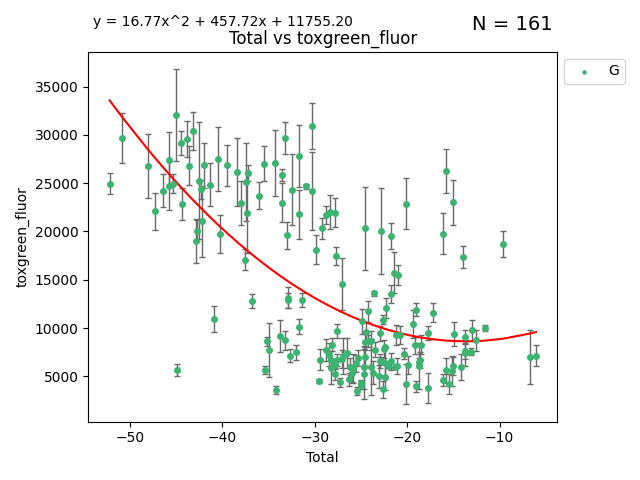 y = 16.77x^2 + 457.72x + 11755.20
N = 161
Total vs toxgreen_fluor
G
35000
30000
25000
20000
15000
10000
5000
toxgreen_fluor
−50
−40
−30
−20
−10
Total